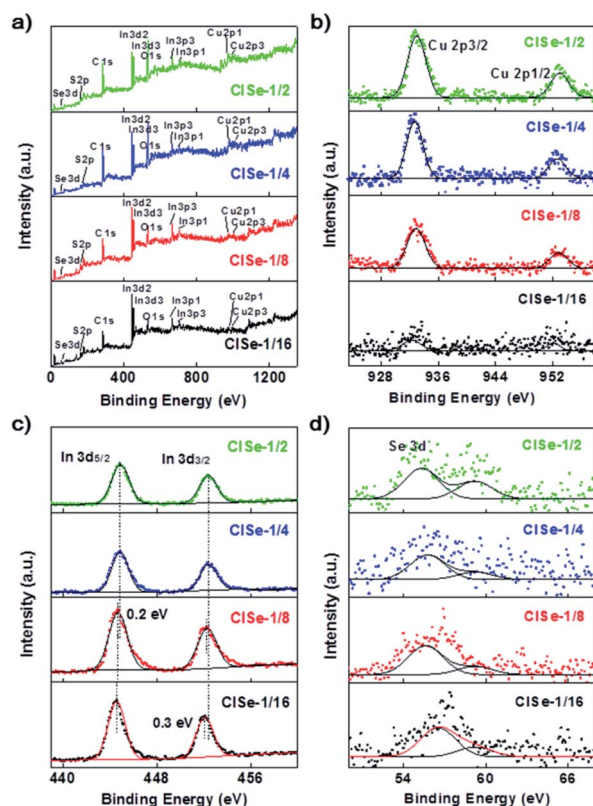 a)
Intensity (a.u.)
Se3d S2p C 1s In3d2 In3d3 O1s In3p3 In3p1 Cu2p1 Cu2p3 CISe-1/2
Se3d S2p C 1s In3d2 In3d3 O1s In3p3 In3p1 Cu2p1 Cu2p3 CISe-1/4
Se3d S2p C1s In3d2 In3d3 O1s In3p3 In3p1 Cu2p1 Cu2p3 CISe-1/8
Se3d S2p C1s In3d2 In3d3 O1s In3p1 In3p3 Cu2p1 Cu2p3 CISe-1/16
0 400 800 1200
Binding Energy (eV)
b)
Intensity (a.u.)
Cu 2p3/2 Cu 2p1/2 CISe-1/2
CISe-1/4
CISe-1/8
CISe-1/16
928 936 944 952
Binding Energy (eV)
c)
Intensity (a.u.)
In 3d5/2 In 3d3/2 CISe-1/2
CISe-1/4
0.2 eV CISe-1/8
0.3 eV CISe-1/16
440 448 456
Binding Energy (eV)
d)
Intensity (a.u.)
Se 3d CISe-1/2
CISe-1/4
CISe-1/8
CISe-1/16
54 60 66
Binding Energy (eV)